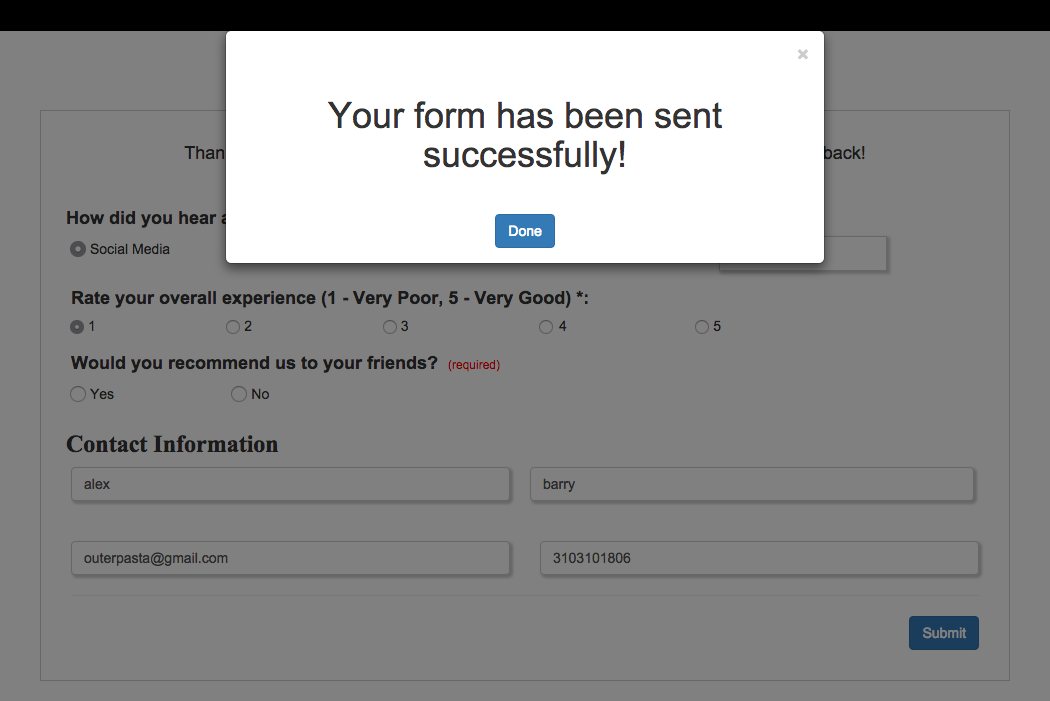 ×
Your form has been sent
successfully!
Done
Than back!
How did you hear a
Social Media
Rate your overall experience (1 - Very Poor, 5 - Very Good) *:
1 2 3 4 5
Would you recommend us to your friends? (required)
Yes No
Contact Information
alex barry
outerpasta@gmail.com 3103101806
Submit